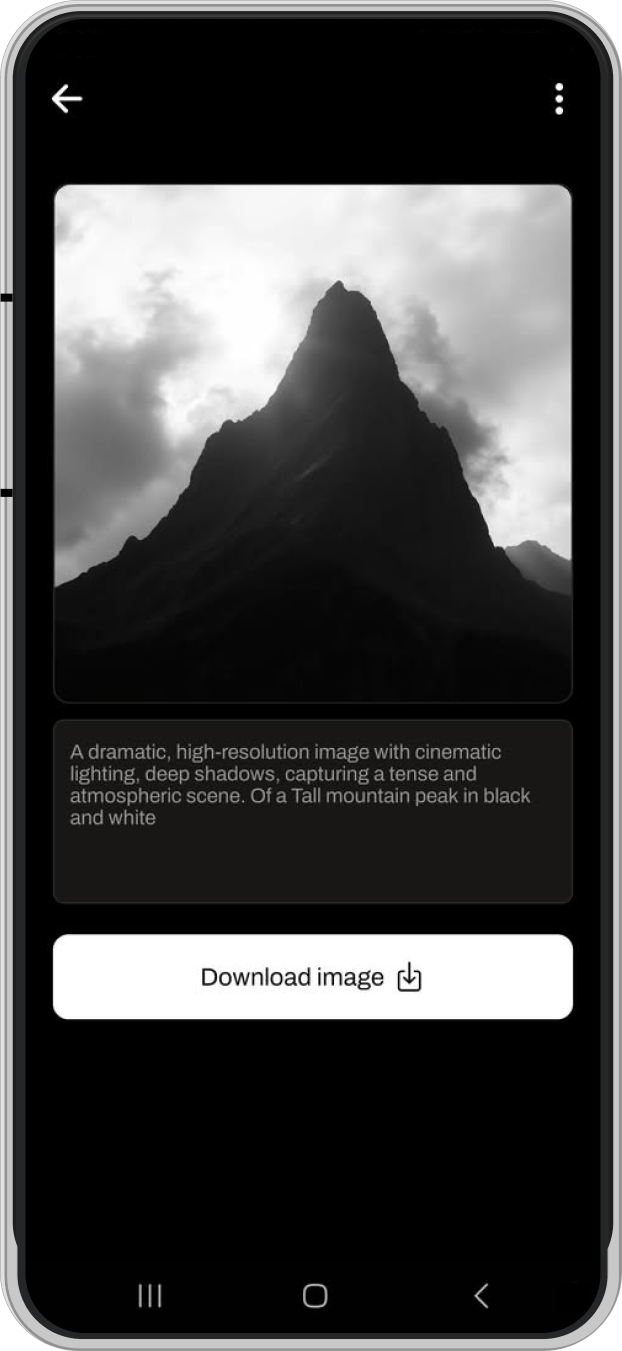 A dramatic, high-resolution image with cinematic
lighting, deep shadows, capturing a tense and
atmospheric scene. Of a Tall mountain peak in black
and white
Download image